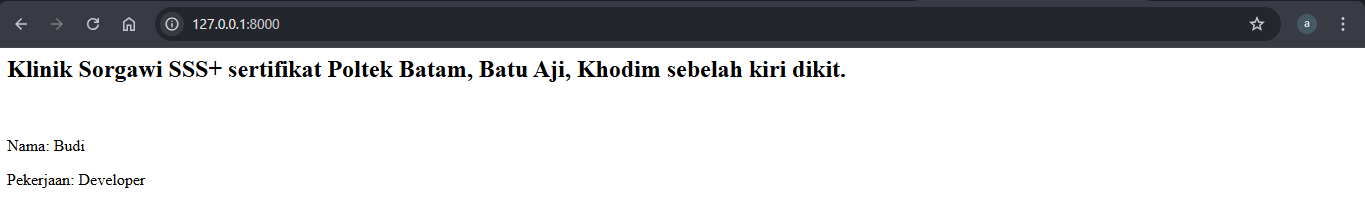 127.0.0.1:8000
a
Klinik Sorgawi SSS+ sertifikat Poltek Batam, Batu Aji, Khodim sebelah kiri dikit.
Nama: Budi
Pekerjaan: Developer